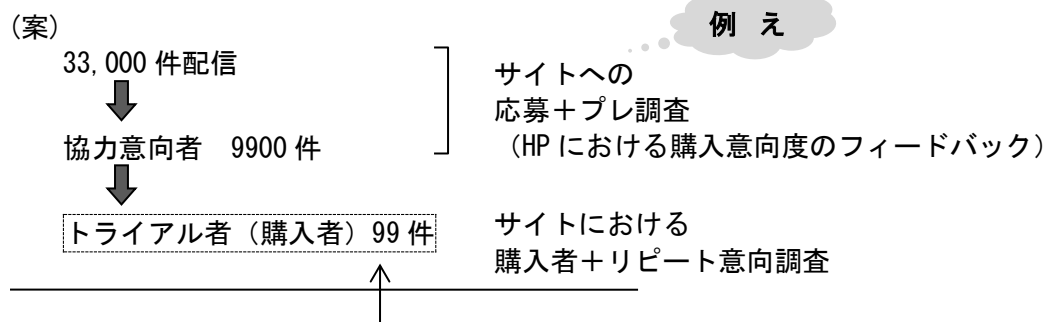 例 え
(案)
33,000 件配信
サイトへの
応募+プレ調査
協力意向者 9900 件
(HP における購入意向度のフィードバック)
トライアル者(購入者)99 件
サイトにおける
購入者+リピート意向調査